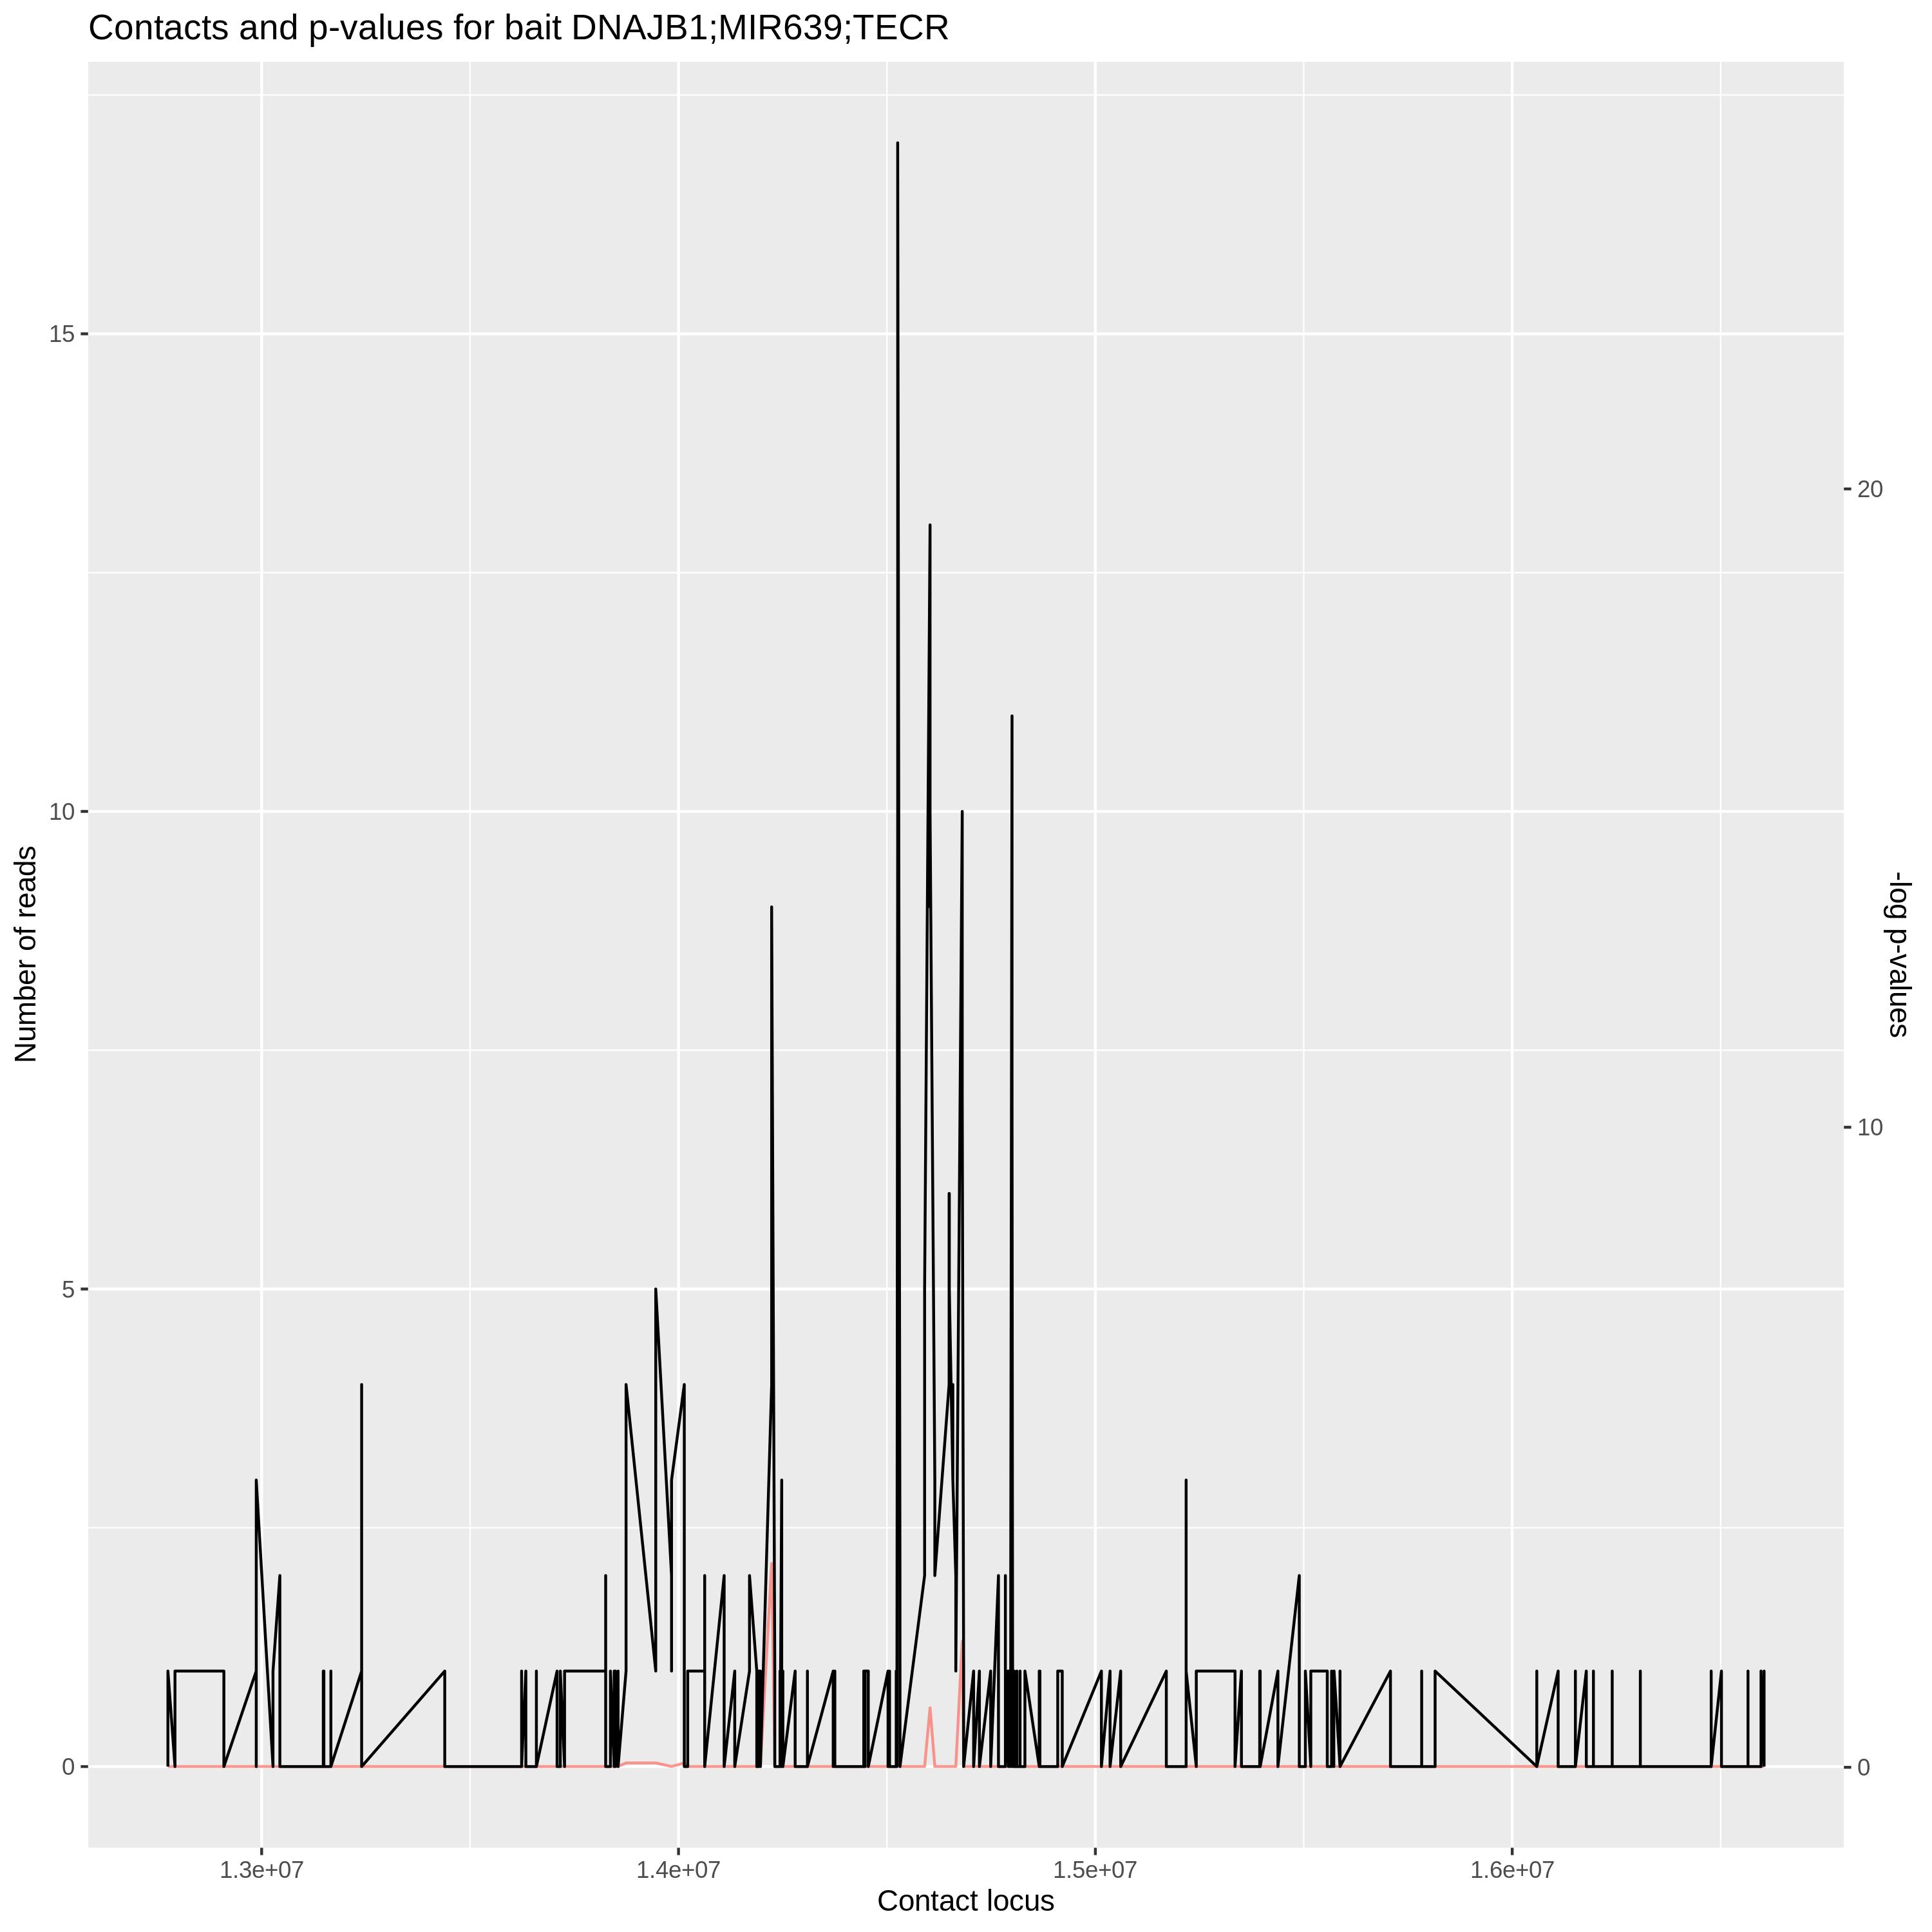 Contacts and p-values for bait DNAJB1;MIR639;TECR
Number of reads
15
10
5
0
20
10
0
-log p-values
1.3e+07
1.4e+07
1.5e+07
1.6e+07
Contact locus